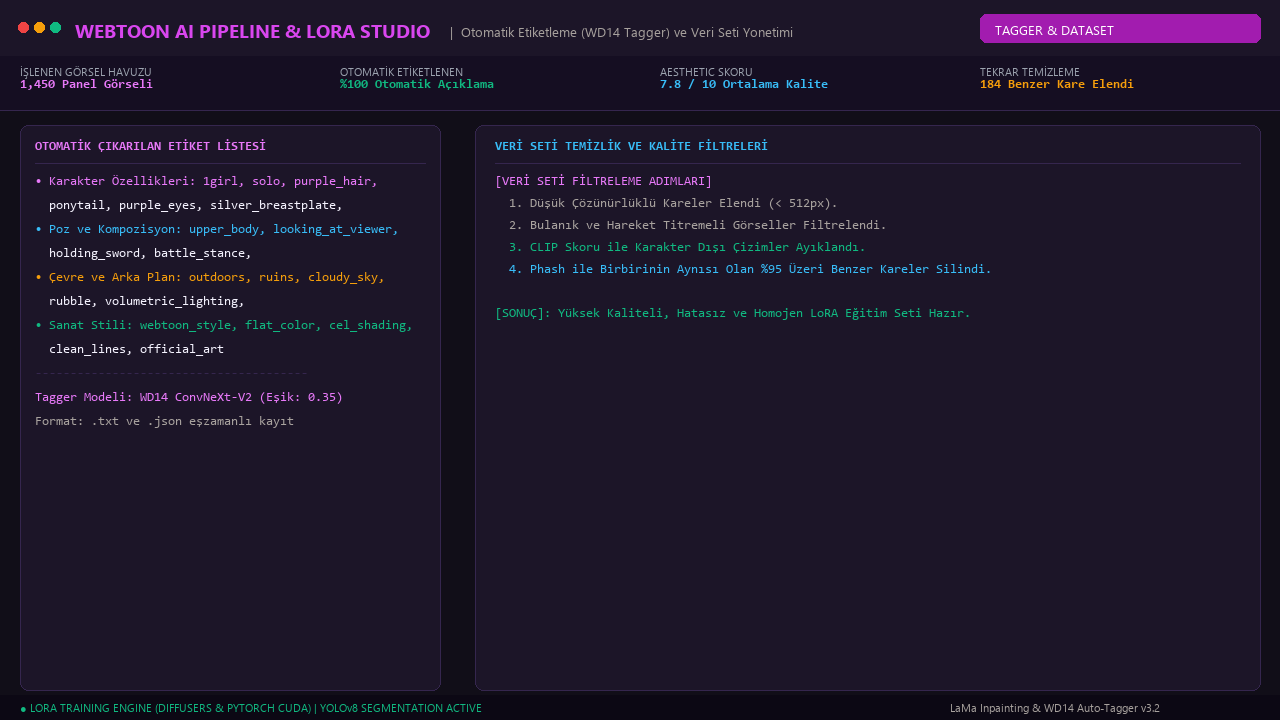 WEBTOON AI PIPELINE & LORA STUDIO
| Otomatik Etiketleme (WD14 Tagger) ve Veri Seti Yonetimi
TAGGER & DATASET
İŞLENEN GÖRSEL HAVUZU
1,450 Panel Görseli
OTOMATİK ETİKETLENEN
%100 Otomatik Açıklama
AESTHETIC SKORU
7.8 / 10 Ortalama Kalite
TEKRAR TEMİZLEME
184 Benzer Kare Elendi
OTOMATİK ÇIKARILAN ETİKET LİSTESİ
• Karakter Özellikleri: 1girl, solo, purple_hair,
ponytail, purple_eyes, silver_breastplate,
• Poz ve Kompozisyon: upper_body, looking_at_viewer,
holding_sword, battle_stance,
• Çevre ve Arka Plan: outdoors, ruins, cloudy_sky,
rubble, volumetric_lighting,
• Sanat Stili: webtoon_style, flat_color, cel_shading,
clean_lines, official_art
---------------------------------------
Tagger Modeli: WD14 ConvNeXt-V2 (Eşik: 0.35)
Format: .txt ve .json eşzamanlı kayıt
VERİ SETİ TEMİZLİK VE KALİTE FİLTRELERİ
[VERİ SETİ FİLTRELEME ADIMLARI]
1. Düşük Çözünürlüklü Kareler Elendi (< 512px).
2. Bulanık ve Hareket Titremeli Görseller Filtrelendi.
3. CLIP Skoru ile Karakter Dışı Çizimler Ayıklandı.
4. Phash ile Birbirinin Aynısı Olan %95 Üzeri Benzer Kareler Silindi.
[SONUÇ]: Yüksek Kaliteli, Hatasız ve Homojen LoRA Eğitim Seti Hazır.
● LORA TRAINING ENGINE (DIFFUSERS & PYTORCH CUDA) | YOLOv8 SEGMENTATION ACTIVE
LaMa Inpainting & WD14 Auto-Tagger v3.2